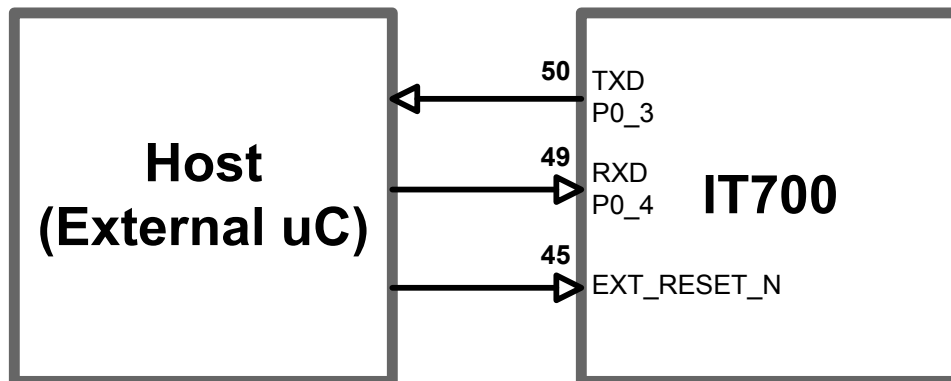 Host
(External uC)
50
TXD
P0_3
49
RXD
P0_4
45
EXT_RESET_N
IT700